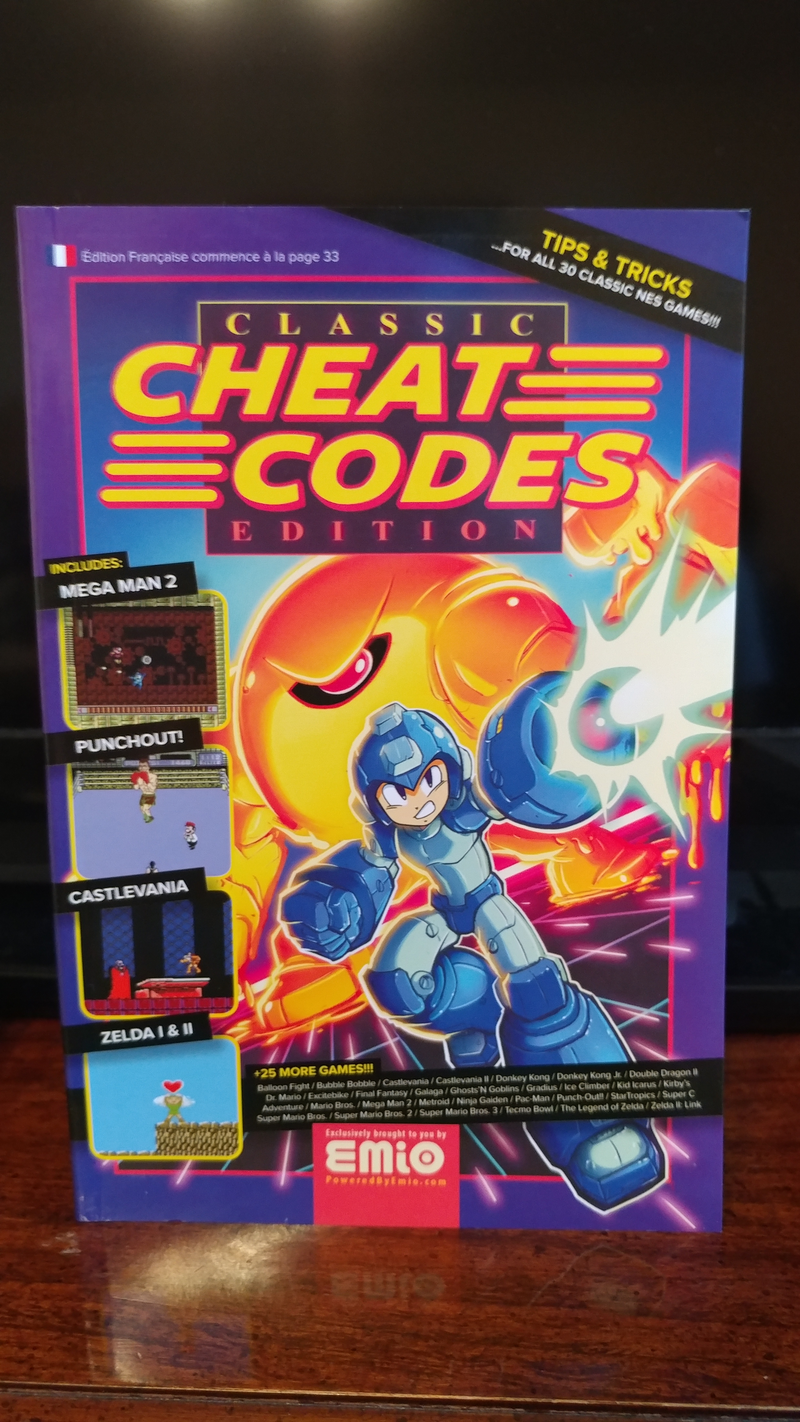 Édition Française commence à la page 33
TIPS & TRICKS
...FOR ALL 30 CLASSIC NES GAMES!!!
CLASSIC
CHEAT
CODES
EDITION
INCLUDES:
MEGA MAN 2
PUNCHOUT!
CASTLEVANIA
ZELDA I & II
+25 MORE GAMES!!!
Balloon Fight / Bubble Bobble / Castlevania / Castlevania II / Donkey Kong / Donkey Kong Jr. / Double Dragon II
Dr. Mario / Excitebike / Final Fantasy / Galaga / Ghosts'N Goblins / Gradius / Ice Climber / Kid Icarus / Kirby's
Adventure / Mario Bros. / Mega Man 2 / Metroid / Ninja Gaiden / Pac-Man / Punch-Out!! / StarTropics / Super C
Super Mario Bros. / Super Mario Bros. 2 / Super Mario Bros. 3 / Tecmo Bowl / The Legend of Zelda / Zelda II: Link
Exclusively brought to you by
EMiO
PoweredByEmio.com